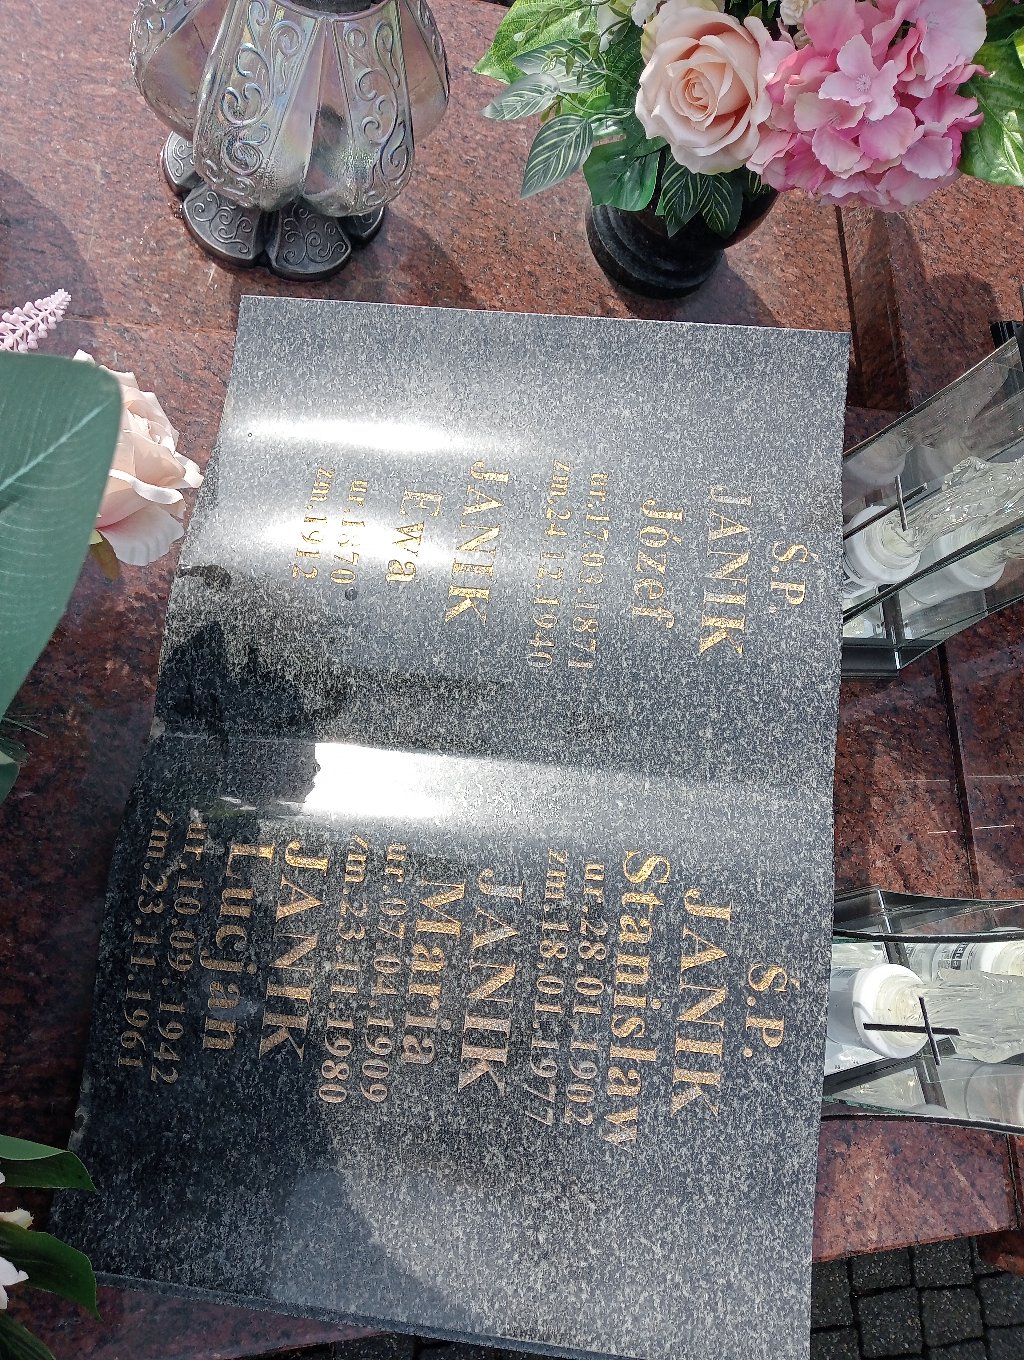 Ś.P.
JANIK
Józef
ur.17.03.1871
zm.24.12.1940
JANIK
Ewa
ur.1870
zm.1912
Ś.P.
JANIK
Stanisław
ur.28.01.1902
zm.18.01.1977
JANIK
Maria
ur.07.04.1909
zm.23.11.1980
JANIK
Lucjan
ur.10.09.1942
zm.23.11.1961